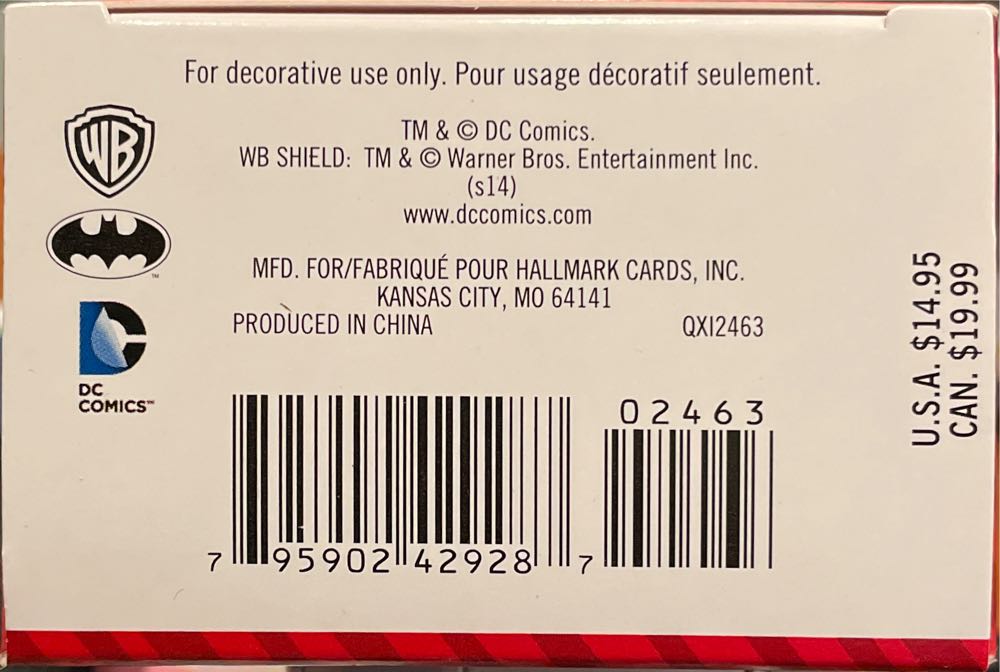 For decorative use only. Pour usage décoratif seulement.
WB
TM & © DC Comics.
WB SHIELD: TM & © Warner Bros. Entertainment Inc.
(s14)
www.dccomics.com
TM
MFD. FOR/FABRIQUÉ POUR HALLMARK CARDS, INC.
KANSAS CITY, MO 64141
PRODUCED IN CHINA QXI2463
DC
COMICS™
U.S.A. $14.95
CAN. $19.99
02463
7 95902 42928 7